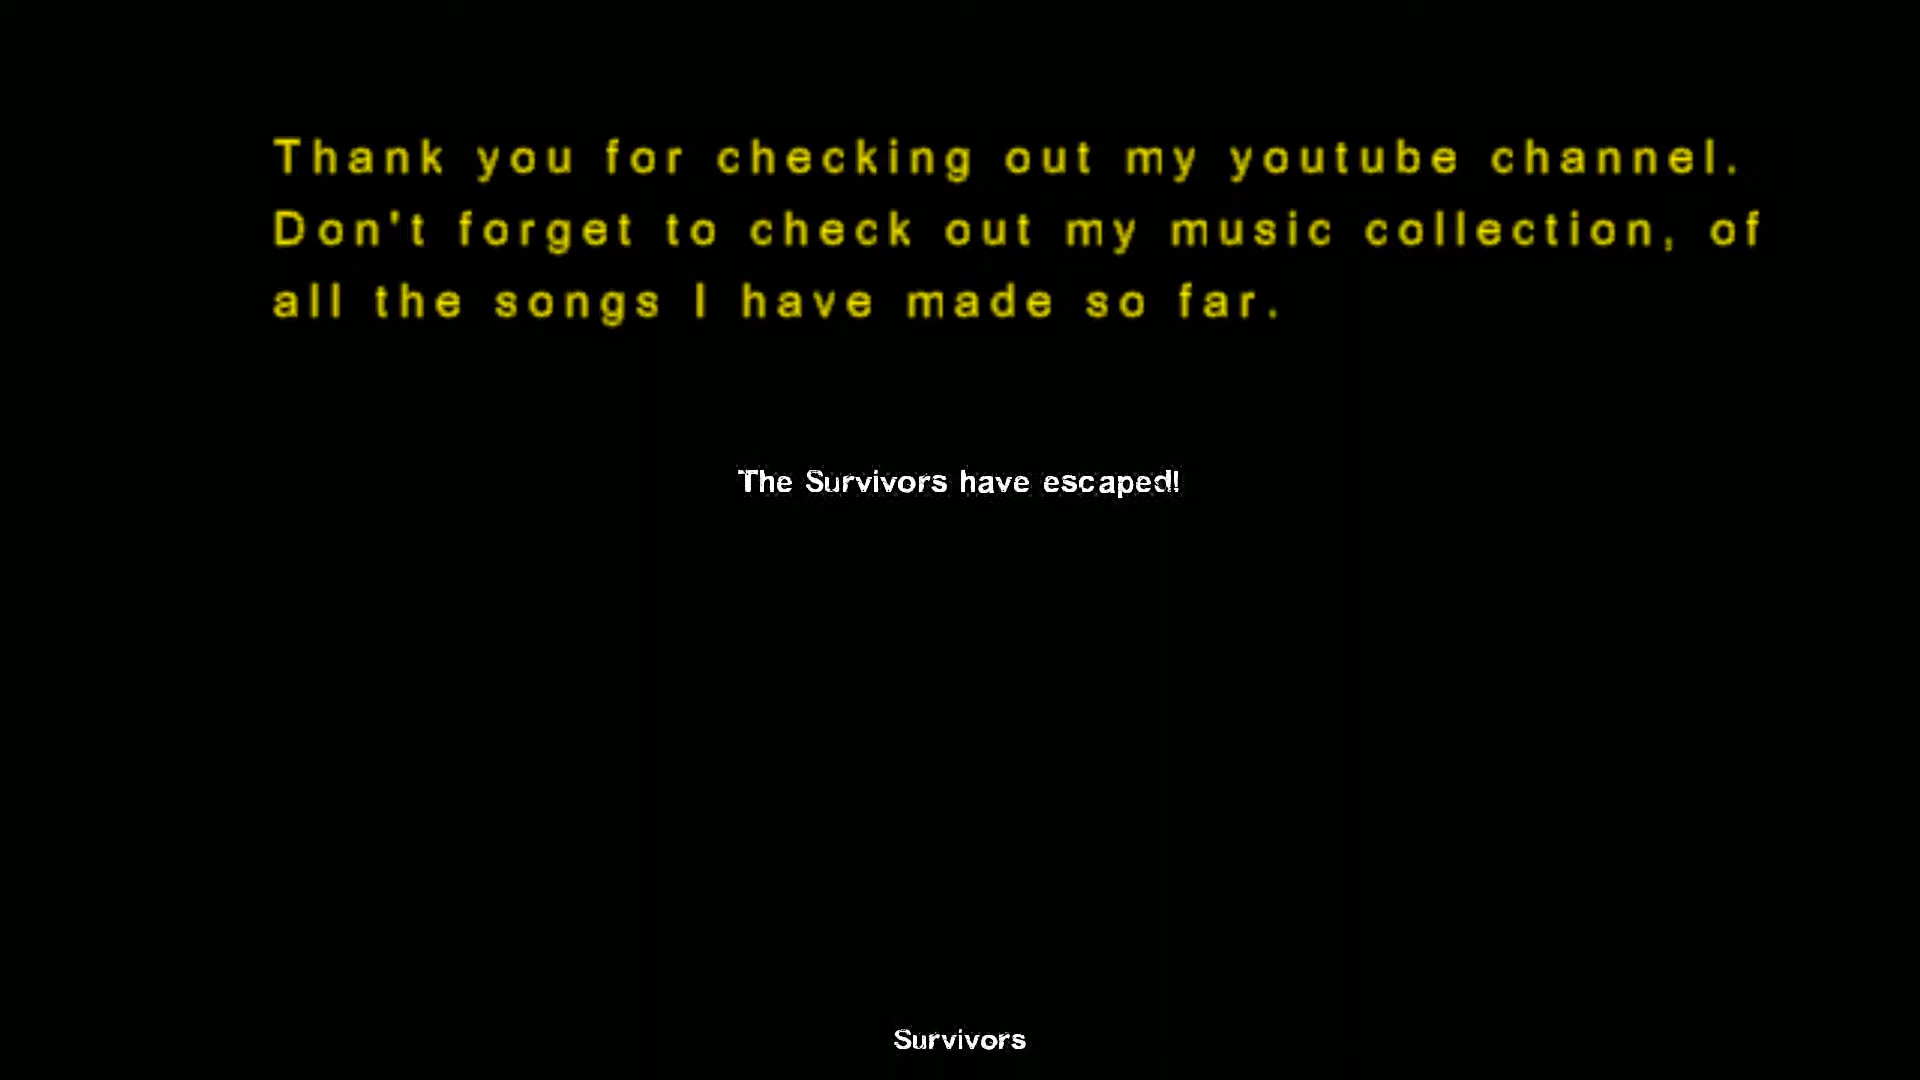 Thank you for checking out my youtube channel.
Don't forget to check out my music collection, of
all the songs I have made so far.
The Survivors have escaped!
Survivors